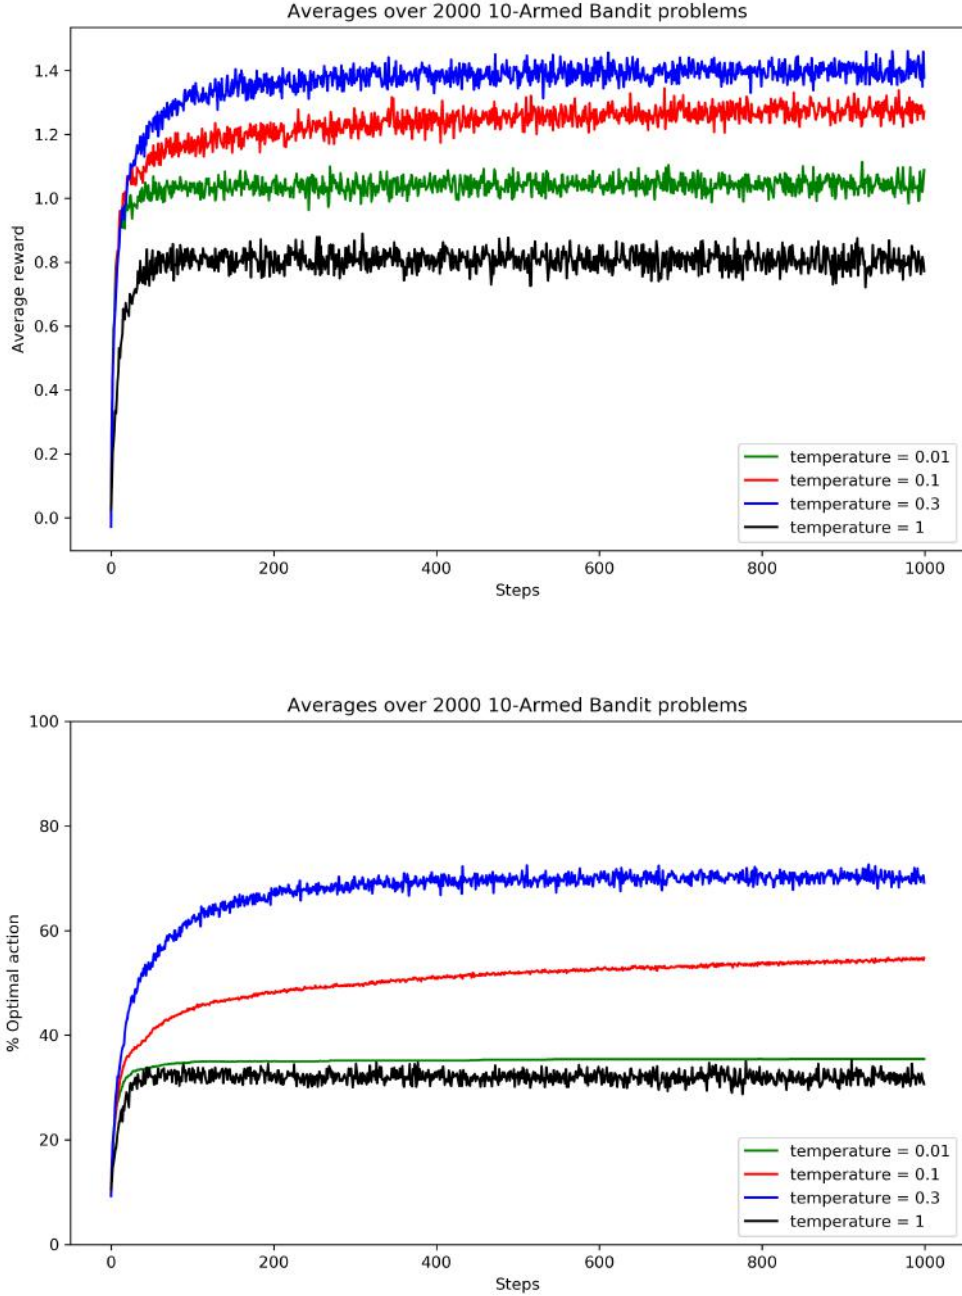 Averages over 2000 10-Armed Bandit problems
1.4
1.2
1.0
0.8
0.6
0.4
0.2
0.0
Average reward
temperature = 0.01
temperature = 0.1
temperature = 0.3
temperature = 1
0 200 400 600 800 1000
Steps
Averages over 2000 10-Armed Bandit problems
100
80
60
40
20
0
% Optimal action
temperature = 0.01
temperature = 0.1
temperature = 0.3
temperature = 1
0 200 400 600 800 1000
Steps